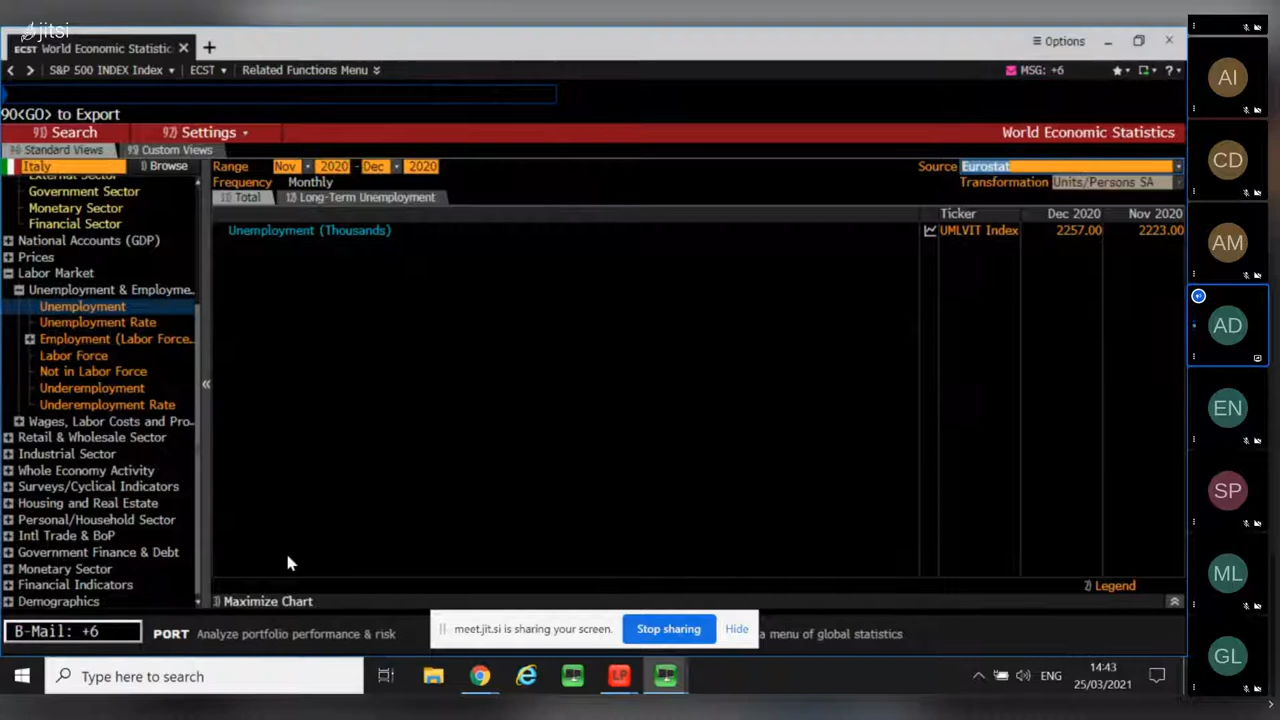 jitsi
ECST World Economic Statistic
Options
S&P 500 INDEX Index
ECST
Related Functions Menu
MSG: +6
90<GO> to Export
91) Search
92) Settings
World Economic Statistics
Standard Views
99 Custom Views
Italy
1) Browse
Range
Nov
2020
-
Dec
2020
Source
Eurostat
External Sector
Frequency
Monthly
Transformation
Units/Persons SA
Government Sector
Total
Long-Term Unemployment
Monetary Sector
Ticker
Dec 2020
Nov 2020
Financial Sector
Unemployment (Thousands)
UMLVIT Index
2257.00
2223.00
National Accounts (GDP)
Prices
Labor Market
Unemployment & Employme..
Unemployment
Unemployment Rate
Employment (Labor Force..
Labor Force
Not in Labor Force
Underemployment
Underemployment Rate
Wages, Labor Costs and Pro..
Retail & Wholesale Sector
Industrial Sector
Whole Economy Activity
Surveys/Cyclical Indicators
Housing and Real Estate
Personal/Household Sector
Intl Trade & BoP
Government Finance & Debt
Monetary Sector
Financial Indicators
Legend
Demographics
Maximize Chart
B-Mail: +6
PORT Analyze portfolio performance & risk
meet.jit.si is sharing your screen.
Stop sharing
Hide
a menu of global statistics
Type here to search
LP
ENG
14:43
25/03/2021
AI
CD
AM
AD
EN
SP
ML
GL